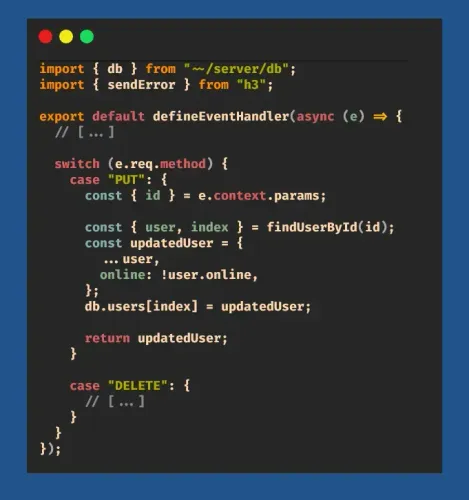 import { db } from "~~/server/db";
import { sendError } from "h3";
export default defineEventHandler(async (e) => {
// [...]
switch (e.req.method) {
case "PUT": {
const { id } = e.context.params;
const { user, index } = findUserById(id);
const updatedUser = {
...user,
online: !user.online,
};
db.users[index] = updatedUser;
return updatedUser;
}
case "DELETE": {
// [...]
}
}
});